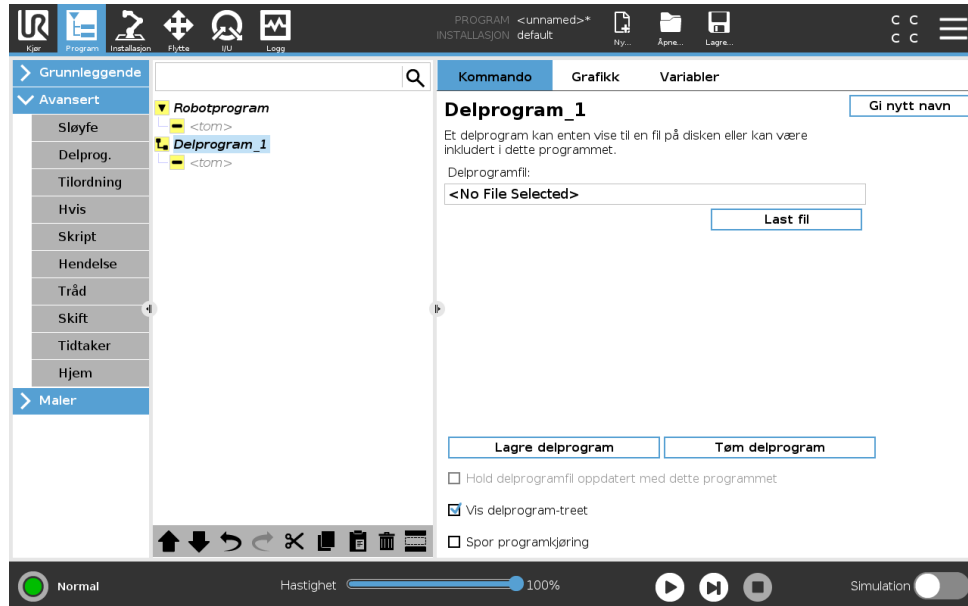 PROGRAM <unnamed>*
INSTALLASJON default
UR
Kjør
Program
Installasjon
Flytte
I/U
Logg
Ny...
Åpne...
Lagre...
C C
C C
Grunnleggende
Avansert
Sløyfe
Delprog.
Tilordning
Hvis
Skript
Hendelse
Tråd
Skift
Tidtaker
Hjem
Maler
Robotprogram
<tom>
Delprogram_1
<tom>
Kommando Grafikk Variabler
Delprogram_1
Gi nytt navn
Et delprogram kan enten vise til en fil på disken eller kan være
inkludert i dette programmet.
Delprogramfil:
<No File Selected>
Last fil
Lagre delprogram
Tøm delprogram
Hold delprogramfil oppdatert med dette programmet
Vis delprogram-treet
Spor programkjøring
Normal
Hastighet
100%
Simulation